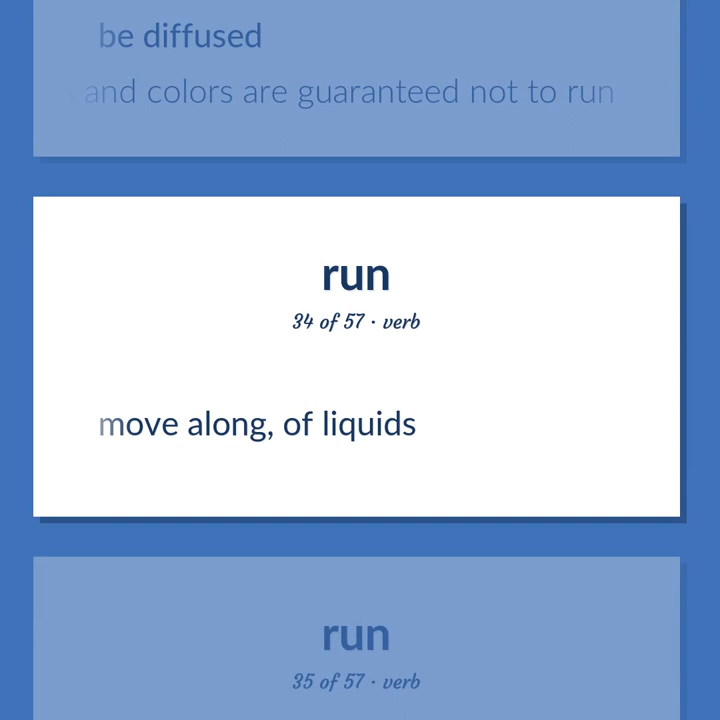 be diffused
and colors are guaranteed not to run
run
34 of 57 · verb
move along, of liquids
run
35 of 57 · verb